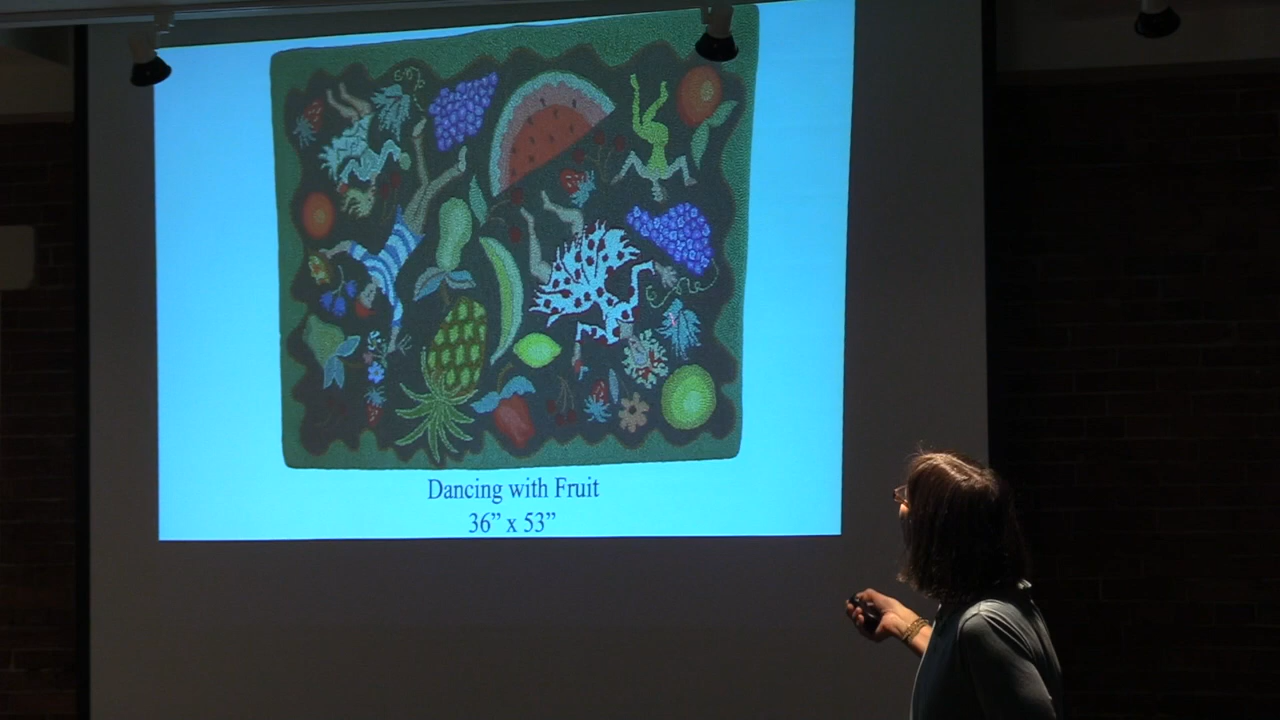 Dancing with Fruit
36” x 53”